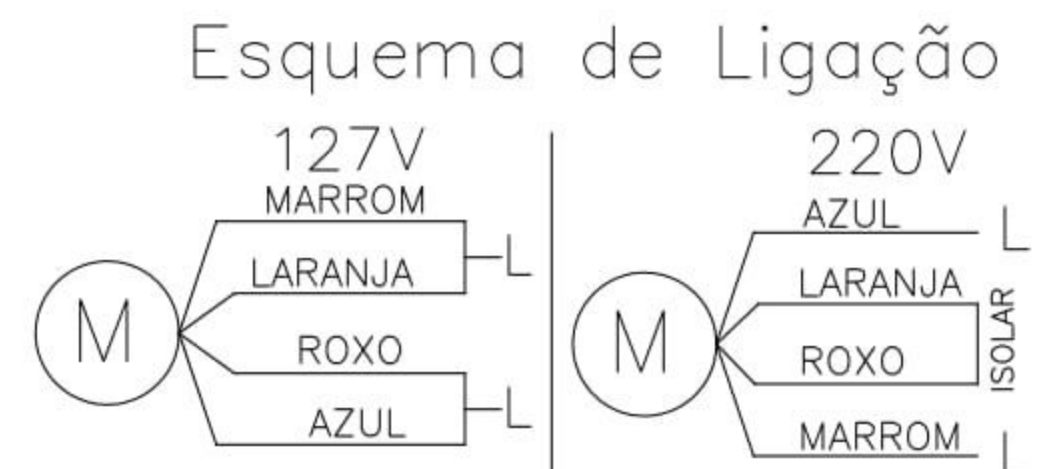 Esquema de Ligação
127V
MARROM
LARANJA
L
ROXO
AZUL
L
M
220V
AZUL
L
LARANJA
ROXO
ISOLAR
MARROM
L
M